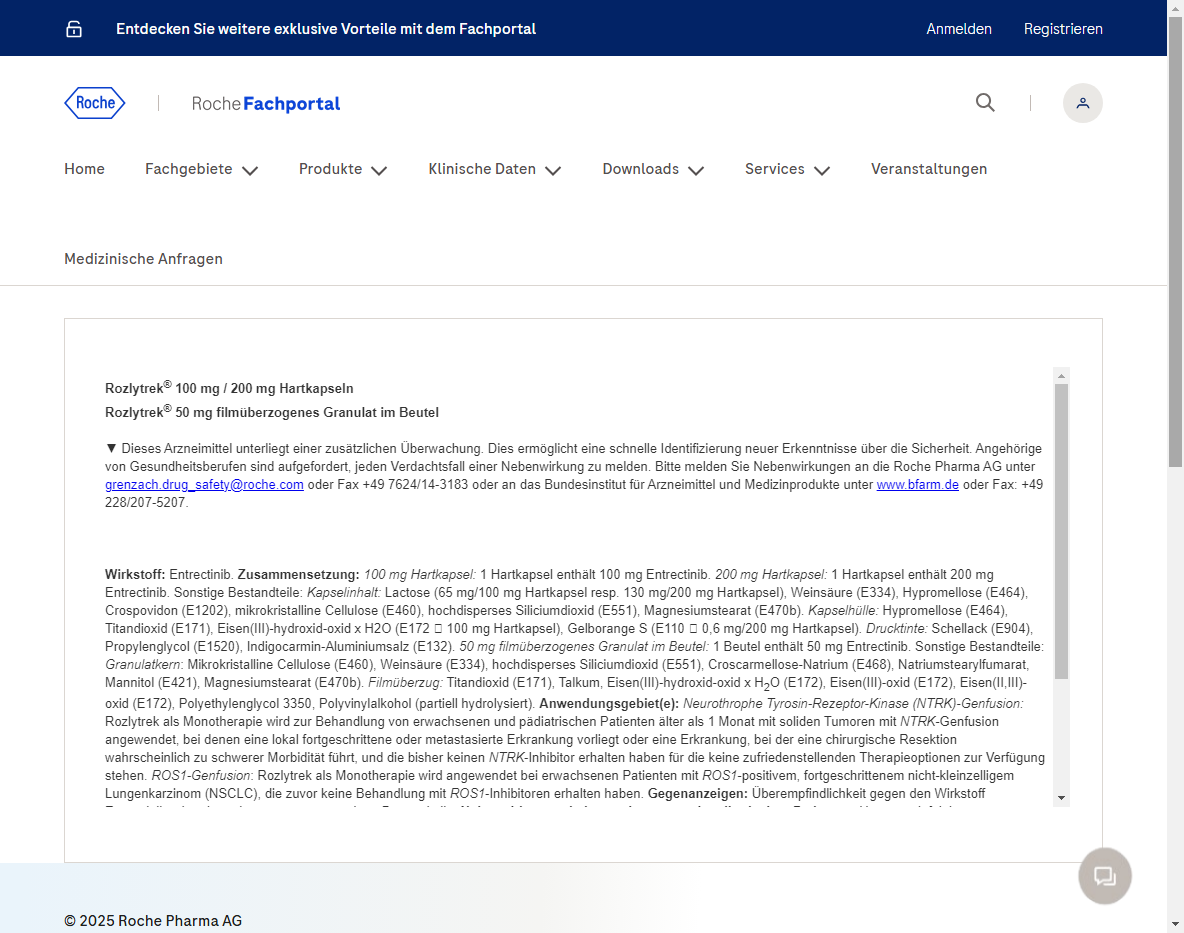 Entdecken Sie weitere exklusive Vorteile mit dem Fachportal
Anmelden
Registrieren
Roche
Roche Fachportal
Home
Fachgebiete
Produkte
Klinische Daten
Downloads
Services
Veranstaltungen
Medizinische Anfragen
Rozlytrek® 100 mg / 200 mg Hartkapseln
Rozlytrek® 50 mg filmüberzogenes Granulat im Beutel
▼ Dieses Arzneimittel unterliegt einer zusätzlichen Überwachung. Dies ermöglicht eine schnelle Identifizierung neuer Erkenntnisse über die Sicherheit. Angehörige
von Gesundheitsberufen sind aufgefordert, jeden Verdachtsfall einer Nebenwirkung zu melden. Bitte melden Sie Nebenwirkungen an die Roche Pharma AG unter
grenzach.drug_safety@roche.com oder Fax +49 7624/14-3183 oder an das Bundesinstitut für Arzneimittel und Medizinprodukte unter www.bfarm.de oder Fax: +49
228/207-5207.
Wirkstoff: Entrectinib. Zusammensetzung: 100 mg Hartkapsel: 1 Hartkapsel enthält 100 mg Entrectinib. 200 mg Hartkapsel: 1 Hartkapsel enthält 200 mg
Entrectinib. Sonstige Bestandteile: Kapselinhalt: Lactose (65 mg/100 mg Hartkapsel resp. 130 mg/200 mg Hartkapsel), Weinsäure (E334), Hypromellose (E464),
Crospovidon (E1202), mikrokristalline Cellulose (E460), hochdisperses Siliciumdioxid (E551), Magnesiumstearat (E470b). Kapselhülle: Hypromellose (E464),
Titandioxid (E171), Eisen(III)-hydroxid-oxid x H2O (E172 □ 100 mg Hartkapsel), Gelborange S (E110 □ 0,6 mg/200 mg Hartkapsel). Drucktinte: Schellack (E904),
Propylenglycol (E1520), Indigocarmin-Aluminiumsalz (E132). 50 mg filmüberzogenes Granulat im Beutel: 1 Beutel enthält 50 mg Entrectinib. Sonstige Bestandteile:
Granulatkern: Mikrokristalline Cellulose (E460), Weinsäure (E334), hochdisperses Siliciumdioxid (E551), Croscarmellose-Natrium (E468), Natriumstearylfumarat,
Mannitol (E421), Magnesiumstearat (E470b). Filmüberzug: Titandioxid (E171), Talkum, Eisen(III)-hydroxid-oxid x H₂O (E172), Eisen(III)-oxid (E172), Eisen(II,III)-
oxid (E172), Polyethylenglycol 3350, Polyvinylalkohol (partiell hydrolysiert). Anwendungsgebiet(e): Neurothrophe Tyrosin-Rezeptor-Kinase (NTRK)-Genfusion:
Rozlytrek als Monotherapie wird zur Behandlung von erwachsenen und pädiatrischen Patienten älter als 1 Monat mit soliden Tumoren mit NTRK-Genfusion
angewendet, bei denen eine lokal fortgeschrittene oder metastasierte Erkrankung vorliegt oder eine Erkrankung, bei der eine chirurgische Resektion
wahrscheinlich zu schwerer Morbidität führt, und die bisher keinen NTRK-Inhibitor erhalten haben für die keine zufriedenstellenden Therapieoptionen zur Verfügung
stehen. ROS1-Genfusion: Rozlytrek als Monotherapie wird angewendet bei erwachsenen Patienten mit ROS1-positivem, fortgeschrittenem nicht-kleinzelligem
Lungenkarzinom (NSCLC), die zuvor keine Behandlung mit ROS1-Inhibitoren erhalten haben. Gegenanzeigen: Überempfindlichkeit gegen den Wirkstoff
© 2025 Roche Pharma AG